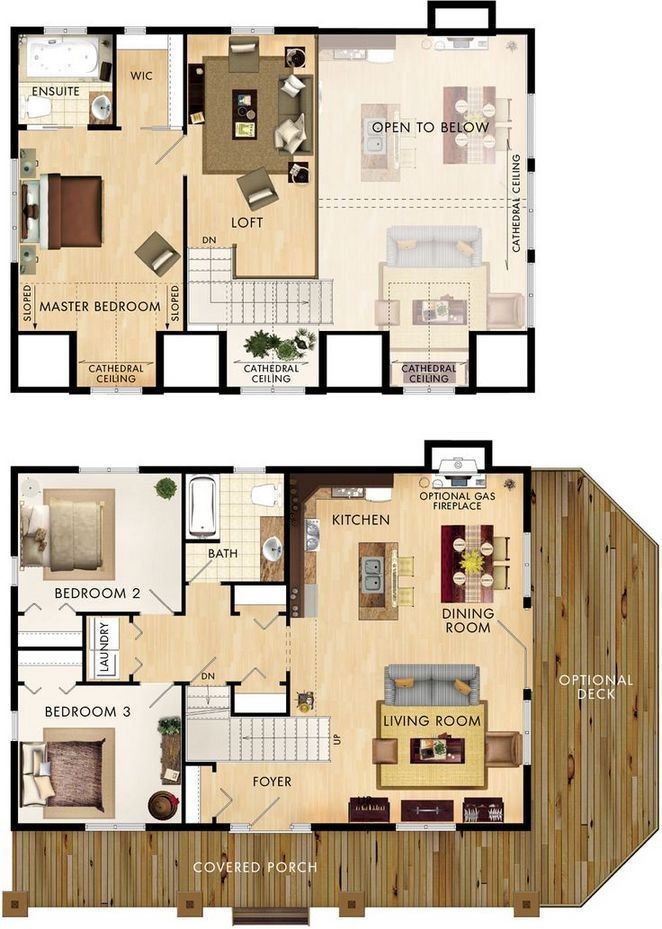 ENSUITE
WIC
OPEN TO BELOW
CATHEDRAL CEILING
LOFT
DN
SLOPED
MASTER BEDROOM
SLOPED
CATHEDRAL
CEILING
CATHEDRAL
CEILING
CATHEDRAL
CEILING
OPTIONAL GAS
FIREPLACE
KITCHEN
BATH
BEDROOM 2
DINING
ROOM
LAUNDRY
DN
OPTIONAL
DECK
BEDROOM 3
LIVING ROOM
UP
FOYER
COVERED PORCH